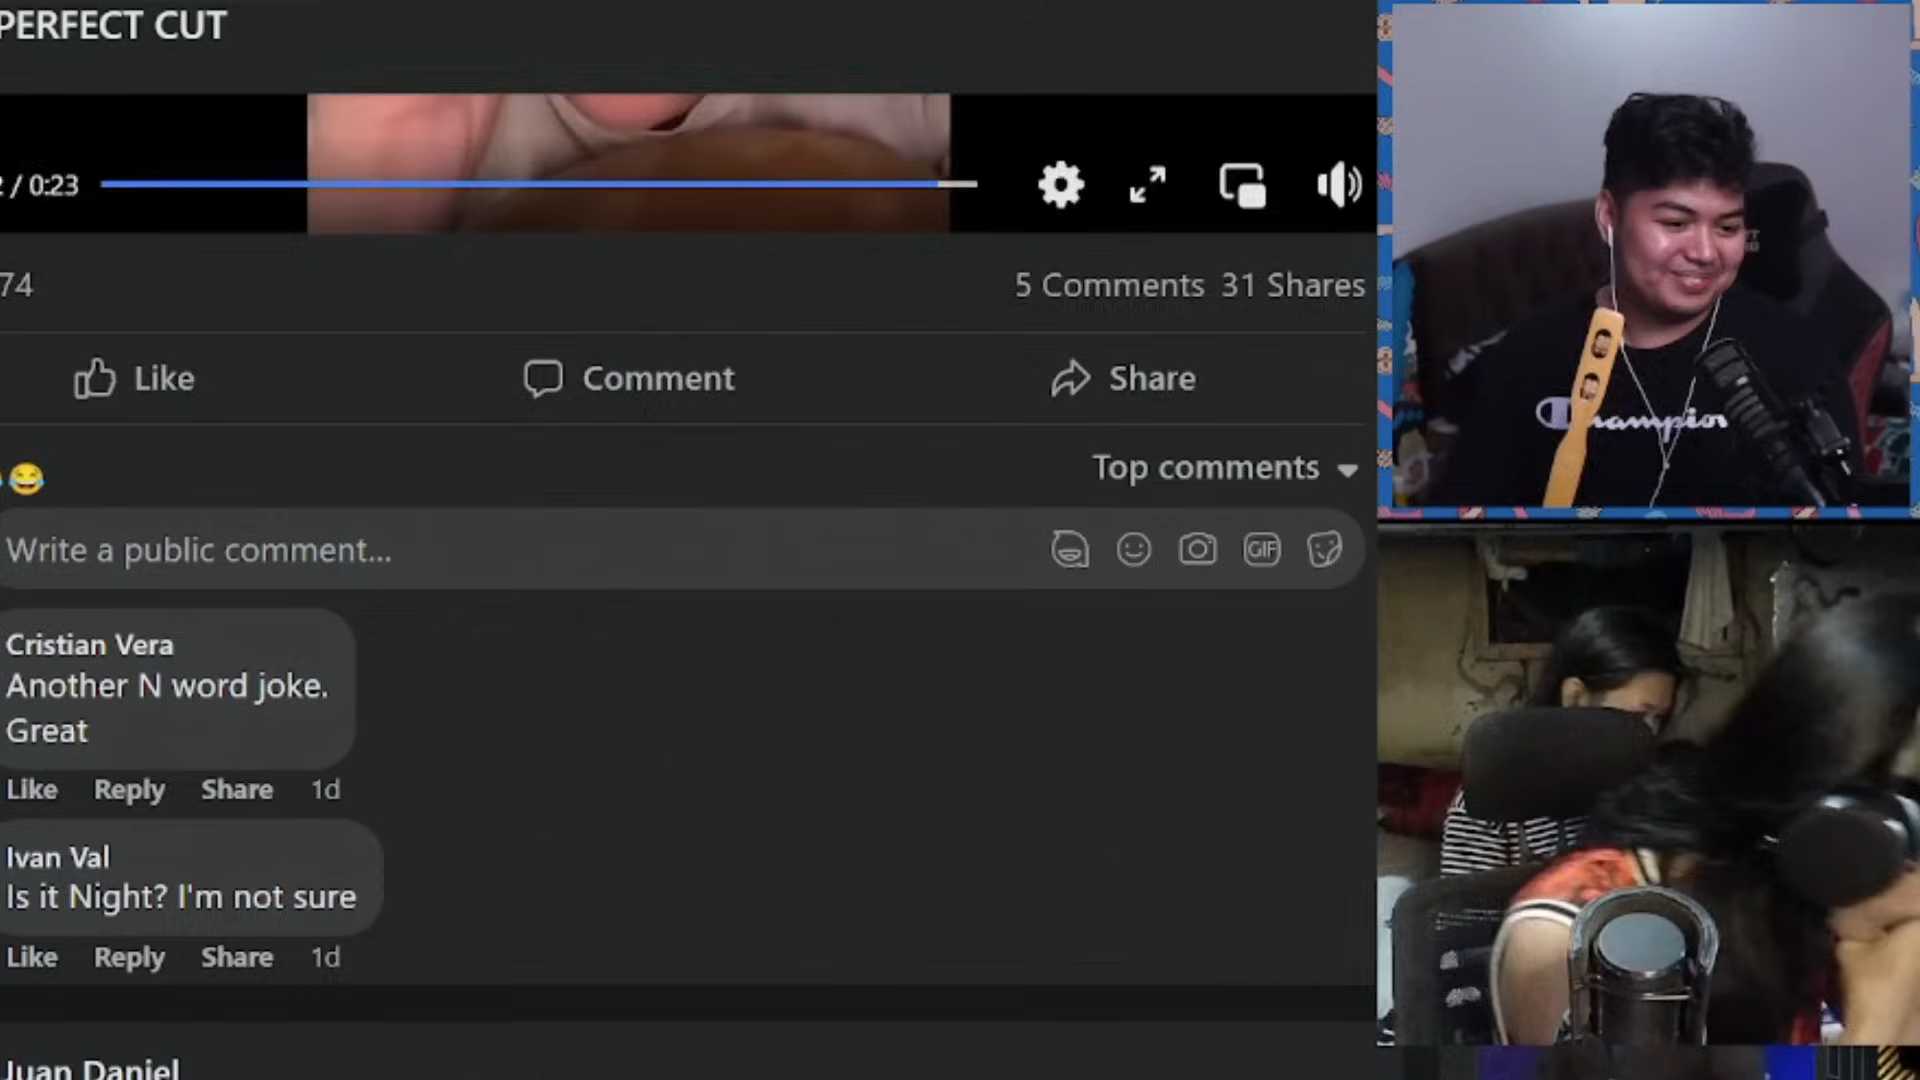 PERFECT CUT
/ 0:23
74
5 Comments 31 Shares
Like
Comment
Share
Top comments
Write a public comment...
GIF
Cristian Vera
Another N word joke.
Great
Like Reply Share 1d
Ivan Val
Is it Night? I'm not sure
Like Reply Share 1d
Juan Daniel
Champion